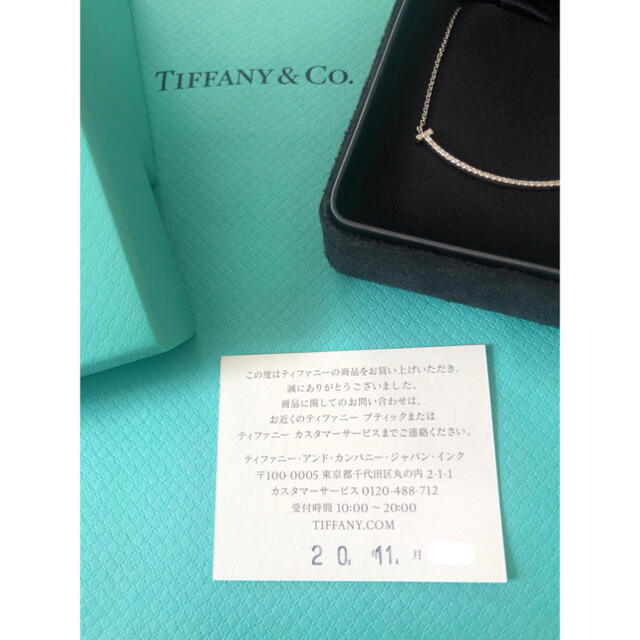 TIFFANY & CO.
この度はティファニーの商品をお買い上げいただき、
誠にありがとうございました。
商品に関してのお問い合わせは、
お近くのティファニー ブティックまたは
ティファニー カスタマーサービスまでご連絡ください。
ティファニー・アンド・カンパニー・ジャパン・インク
〒100-0005 東京都千代田区丸の内 2-1-1
カスタマーサービス 0120-488-712
受付時間 10:00 ~ 20:00
TIFFANY.COM
20. 年 11. 月